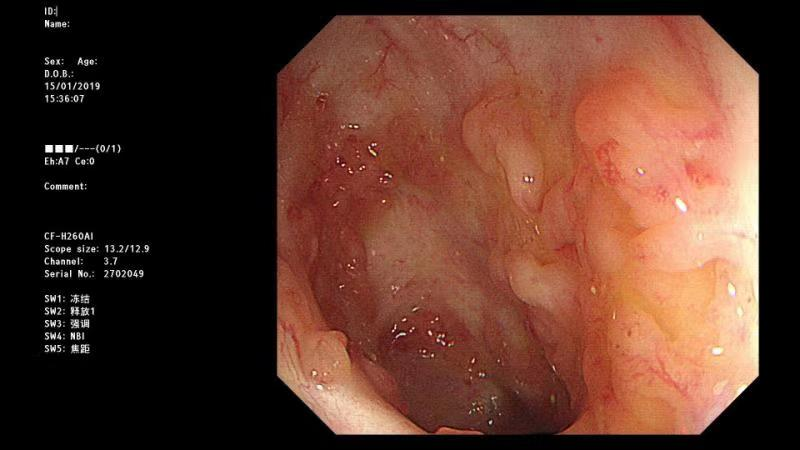 ID:
Name:
Sex: Age:
D.O.B.:
15/01/2019
15:36:07
■■■/---(0/1)
Eh:A7 Ce:0
Comment:
CF-H260AI
Scope size: 13.2/12.9
Channel: 3.7
Serial No.: 2702049
SW1: 冻结
SW2: 释放1
SW3: 强调
SW4: NBI
SW5: 焦距